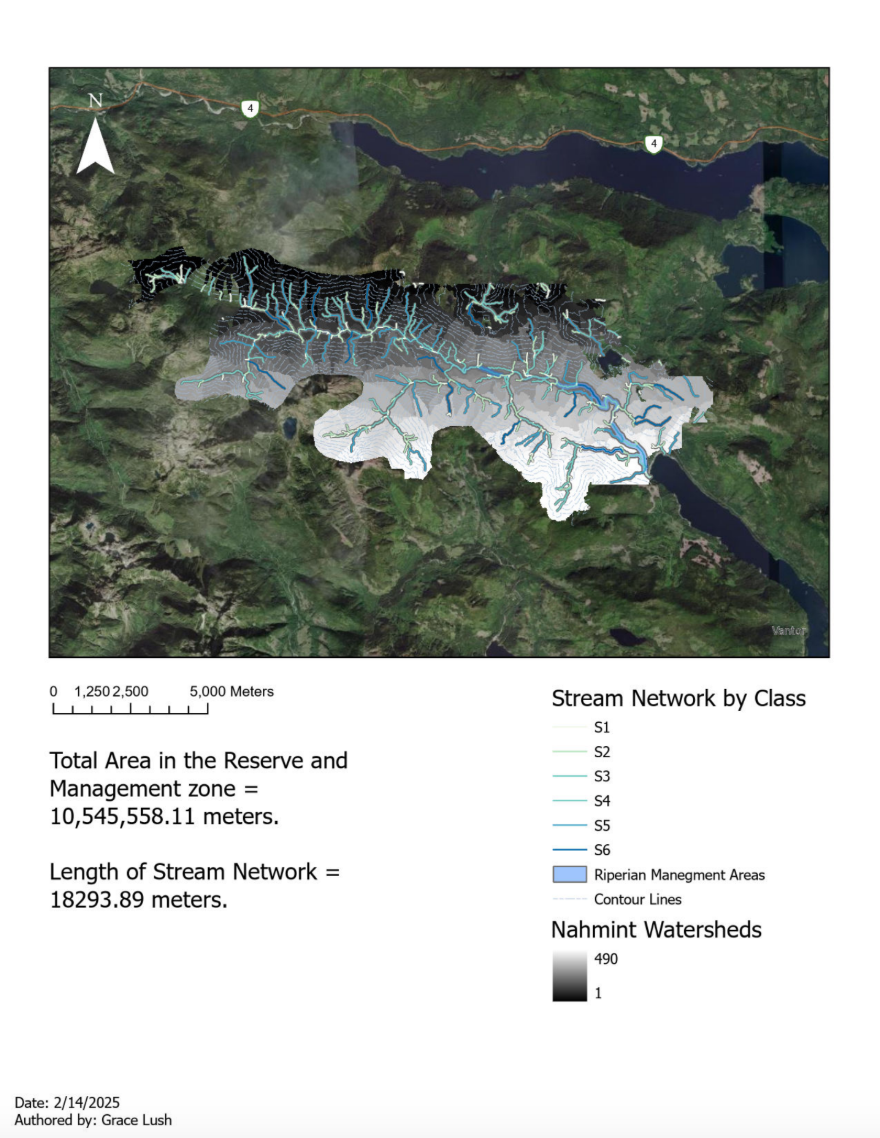 N
4
4
Vantor
0 1,250 2,500 5,000 Meters
Total Area in the Reserve and
Management zone =
10,545,558.11 meters.
Length of Stream Network =
18293.89 meters.
Stream Network by Class
S1
S2
S3
S4
S5
S6
Riperian Manegment Areas
Contour Lines
Nahmint Watersheds
490
1
Date: 2/14/2025
Authored by: Grace Lush